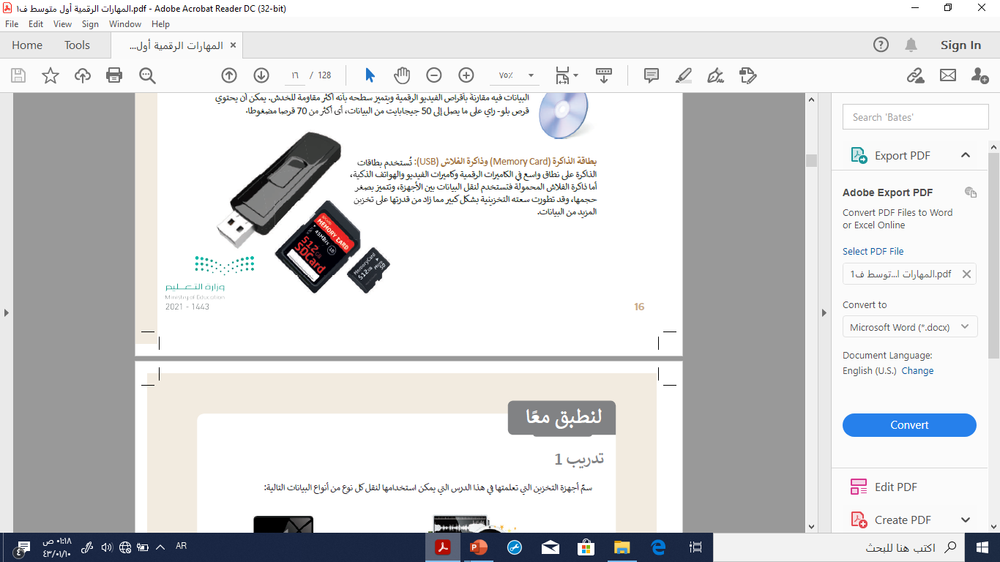 المهارات الرقمية أول متوسط ف١.pdf - Adobe Acrobat Reader DC (32-bit)
File Edit View Sign Window Help
Home Tools المهارات الرقمية أول... × Sign In
١٦ / 128 ٧٥٪
البيانات فيه مقارنةً بأقراص الفيديو الرقمية ويتميز سطحه بأنه أكثر مقاومة للخدش. يمكن أن يحتوي
قرص بلو- راي على ما يصل إلى 50 جيجابايت من البيانات، أي أكثر من 70 قرصا مضغوطا.
بطاقة الذاكرة (Memory Card) وذاكرة الفلاش (USB): تُستخدم بطاقات
الذاكرة على نطاق واسع في الكاميرات الرقمية وكاميرات الفيديو والهواتف الذكية،
أما ذاكرة الفلاش المحمولة فتستخدم لنقل البيانات بين الأجهزة، وتتميز بصغر
حجمها، وقد تطورت سعته التخزينية بشكل كبير مما زاد من قدرتها على تخزين
المزيد من البيانات.
MEMORY CARD
45MB/s 10
512 GB
SDCard
MemoryCard
512GB Micro SD
وزارة التعليم
Ministry of Education
2021 - 1443
16
لنطبق معًا
تدريب 1
سمّ أجهزة التخزين التي تعلمتها في هذا الدرس التي يمكن استخدامها لنقل كل نوع من أنواع البيانات التالية:
Search 'Bates'
Export PDF
Adobe Export PDF
Convert PDF Files to Word
or Excel Online
Select PDF File
المهارات ا...توسط ف1.pdf
Convert to
Microsoft Word (*.docx)
Document Language:
English (U.S.) Change
Convert
Edit PDF
Create PDF
٠١:١٨ ص
٤٣/٠١/١٠
٤
AR
اكتب هنا للبحث